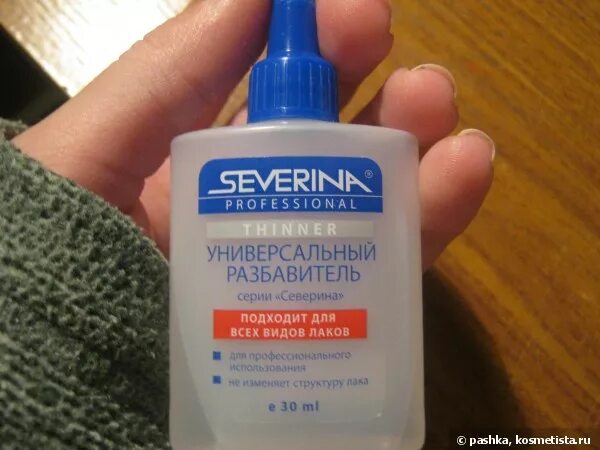 SEVERINA®
PROFESSIONAL
THINNER
УНИВЕРСАЛЬНЫЙ
РАЗБАВИТЕЛЬ
серии «Северина»
ПОДХОДИТ ДЛЯ
ВСЕХ ВИДОВ ЛАКОВ
для профессионального
использования
не изменяет структуру лака
e 30 ml
© pashka, kosmetista.ru